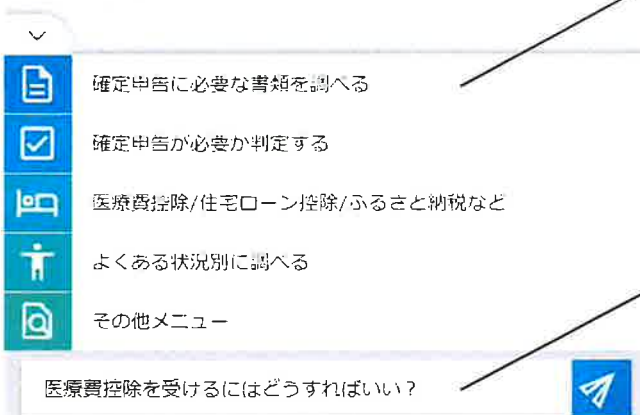 確定申告に必要な書類を調べる
確定申告が必要か判定する
医療費控除/住宅ローン控除/ふるさと納税など
よくある状況別に調べる
その他メニュー
医療費控除を受けるにはどうすればいい？